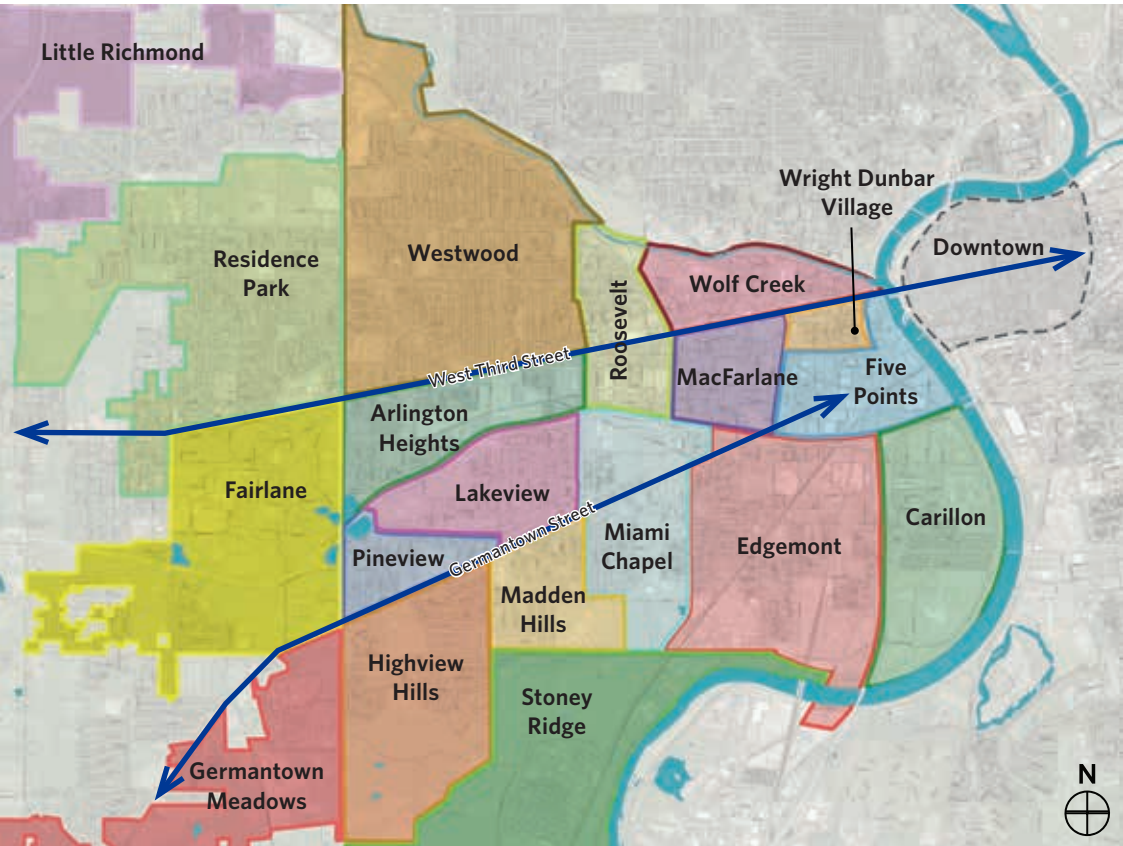 Little Richmond
Wright Dunbar
Village
Residence
Park
Westwood
Downtown
Wolf Creek
Roosevelt
West Third Street
MacFarlane
Five
Points
Arlington
Heights
Fairlane
Lakeview
Germantown Street
Carillon
Pineview
Miami
Chapel
Edgemont
Madden
Hills
Highview
Hills
Stoney
Ridge
Germantown
Meadows
N